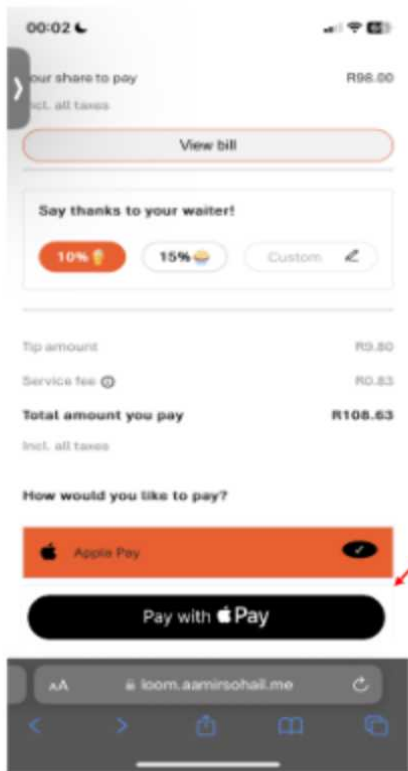 00:02
our share to pay R98.00
ncl. all taxes
View bill
Say thanks to your waiter!
10% 15% Custom
Tip amount R9.80
Service fee R0.83
Total amount you pay R108.63
Incl. all taxes
How would you like to pay?
Apple Pay
Pay with Pay
AA loom.aamirsohail.me